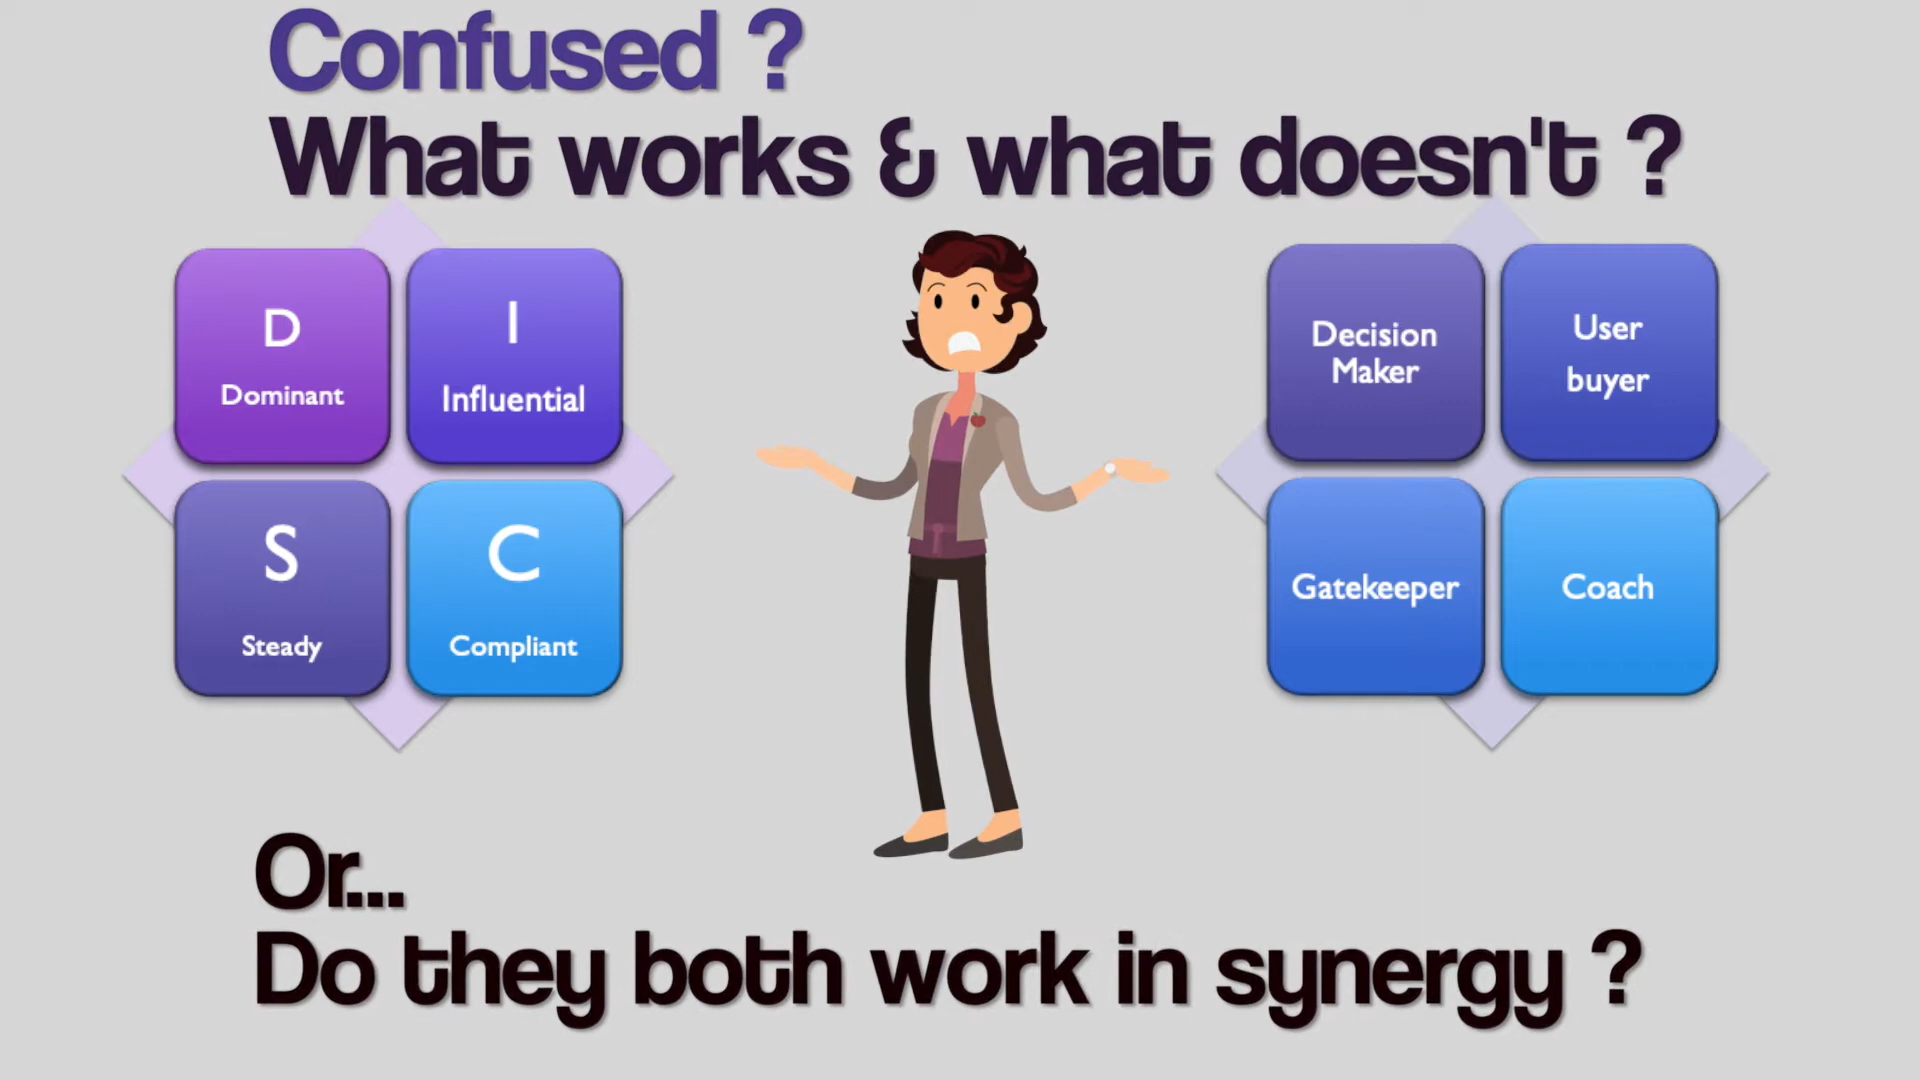 Confused ?
What works & what doesn't ?
D
Dominant
I
Influential
S
Steady
C
Compliant
Decision
Maker
User
buyer
Gatekeeper
Coach
Or...
Do they both work in synergy ?